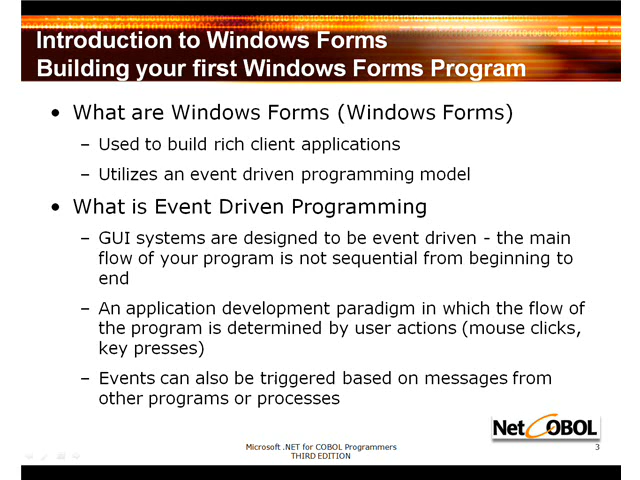 Introduction to Windows Forms
Building your first Windows Forms Program
• What are Windows Forms (Windows Forms)
– Used to build rich client applications
– Utilizes an event driven programming model
• What is Event Driven Programming
– GUI systems are designed to be event driven - the main
flow of your program is not sequential from beginning to
end
– An application development paradigm in which the flow of
the program is determined by user actions (mouse clicks,
key presses)
– Events can also be triggered based on messages from
other programs or processes
NetCOBOL
Microsoft .NET for COBOL Programmers
THIRD EDITION
3